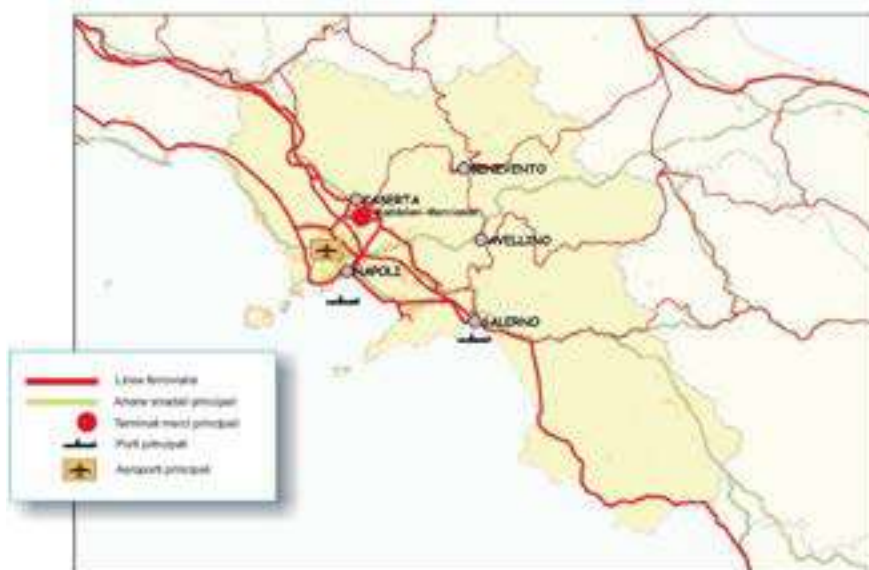 BENEVENTO
CASERTA
AVELLINO
NAPOLI
SALERNO
Linee ferroviarie
Arterie stradali principali
Terminali merci principali
Porti principali
Aeroporti principali